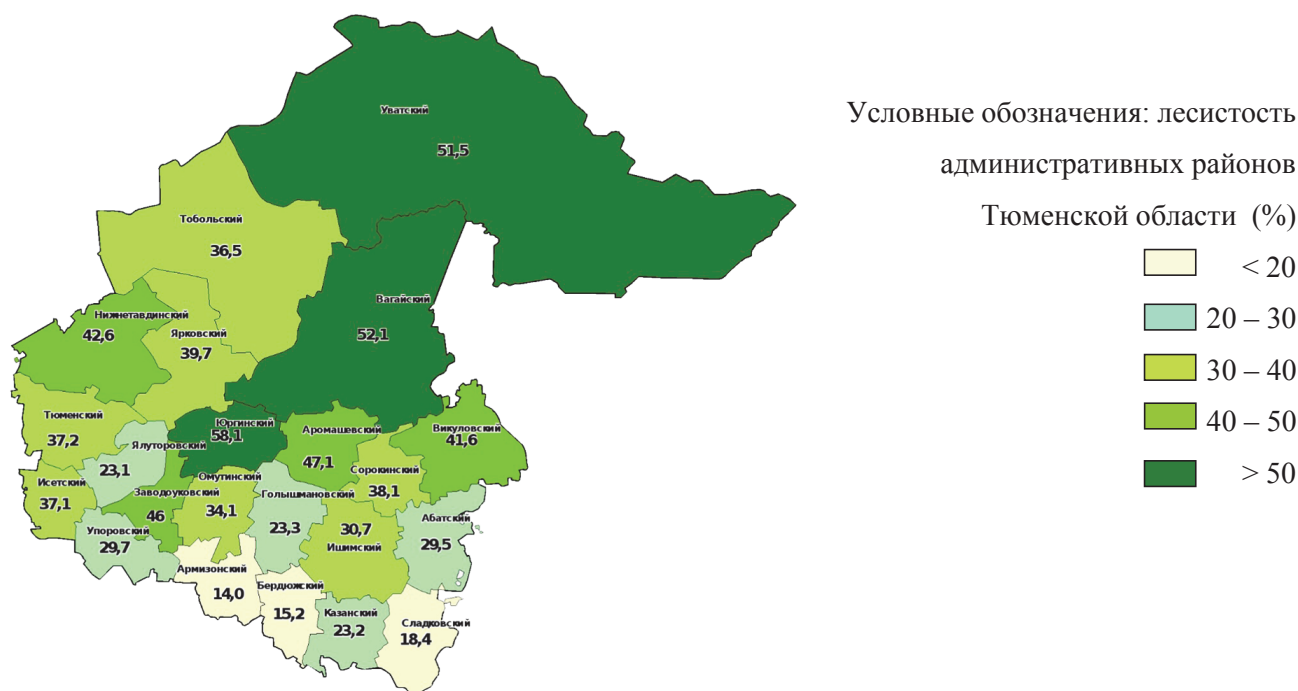 Уватский
51,5
Условные обозначения: лесистость
административных районов
Тюменской области (%)
< 20
20 – 30
30 – 40
40 – 50
> 50
Тобольский
36,5
Вагайский
52,1
Нижнетавдинский
42,6
Ярковский
39,7
Тюменский
37,2
Юргинский
58,1
Аромашевский
47,1
Викуловский
41,6
Ялуторовский
23,1
Сорокинский
38,1
Исетский
37,1
Заводоуковский
46
Омутинский
34,1
Голышмановский
23,3
30,7
Ишимский
Абатский
29,5
Упоровский
29,7
Армизонский
14,0
Бердюжский
15,2
Казанский
23,2
Сладковский
18,4